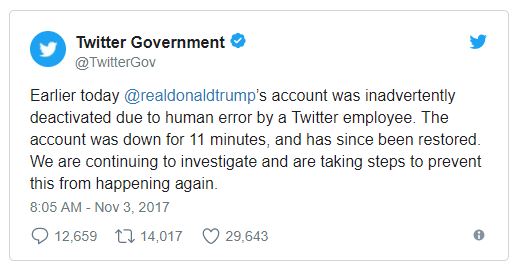 Twitter Government
@TwitterGov
Earlier today @realdonaldtrump's account was inadvertently
deactivated due to human error by a Twitter employee. The
account was down for 11 minutes, and has since been restored.
We are continuing to investigate and are taking steps to prevent
this from happening again.
8:05 AM - Nov 3, 2017
12,659 14,017 29,643